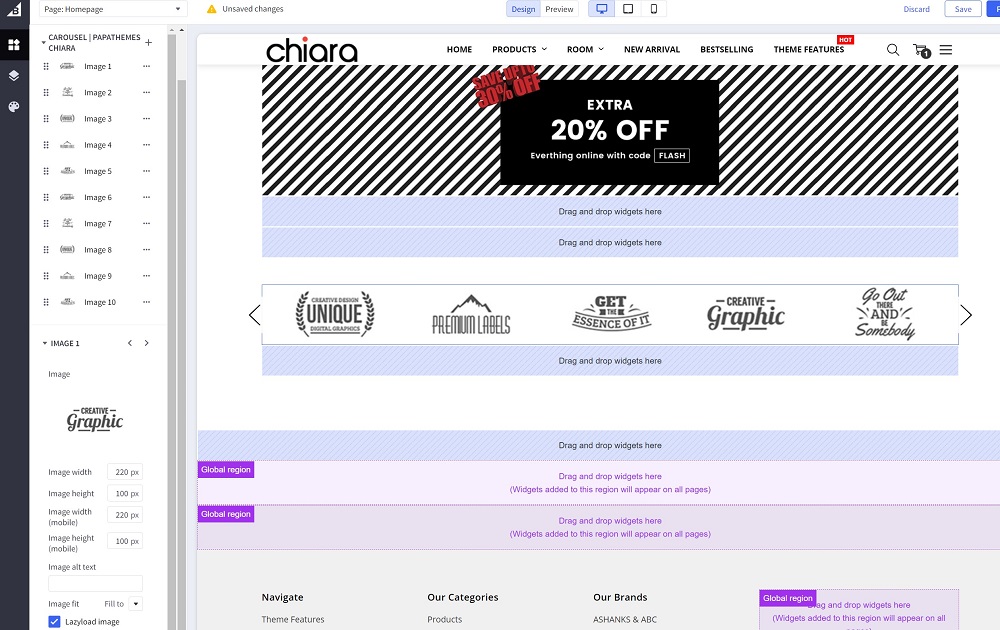 Page: Homepage
Unsaved changes
Design
Preview
Discard
Save
CAROUSEL | PAPATHEMES
CHIARA
Image 1
Image 2
Image 3
Image 4
Image 5
Image 6
Image 7
Image 8
Image 9
Image 10
IMAGE 1
Image
CREATIVE
Graphic
Image width
220 px
Image height
100 px
Image width
(mobile)
220 px
Image height
(mobile)
100 px
Image alt text
Image fit
Fill to
Lazyload image
chiara
HOME
PRODUCTS
ROOM
NEW ARRIVAL
BESTSELLING
THEME FEATURES
HOT
1
SAVE UPTO
30% OFF
EXTRA
20% OFF
Everthing online with code FLASH
Drag and drop widgets here
Drag and drop widgets here
CREATIVE DESIGN
UNIQUE
DIGITAL GRAPHICS
PREMIUM LABELS
GET
THE
ESSENCE OF IT
CREATIVE
Graphic
Go Out
THERE
AND
BE
Somebody
Drag and drop widgets here
Drag and drop widgets here
Global region
Drag and drop widgets here
(Widgets added to this region will appear on all pages)
Global region
Drag and drop widgets here
(Widgets added to this region will appear on all pages)
Navigate
Theme Features
Our Categories
Products
Our Brands
ASHANKS & ABC
Global region
Drag and drop widgets here
(Widgets added to this region will appear on all